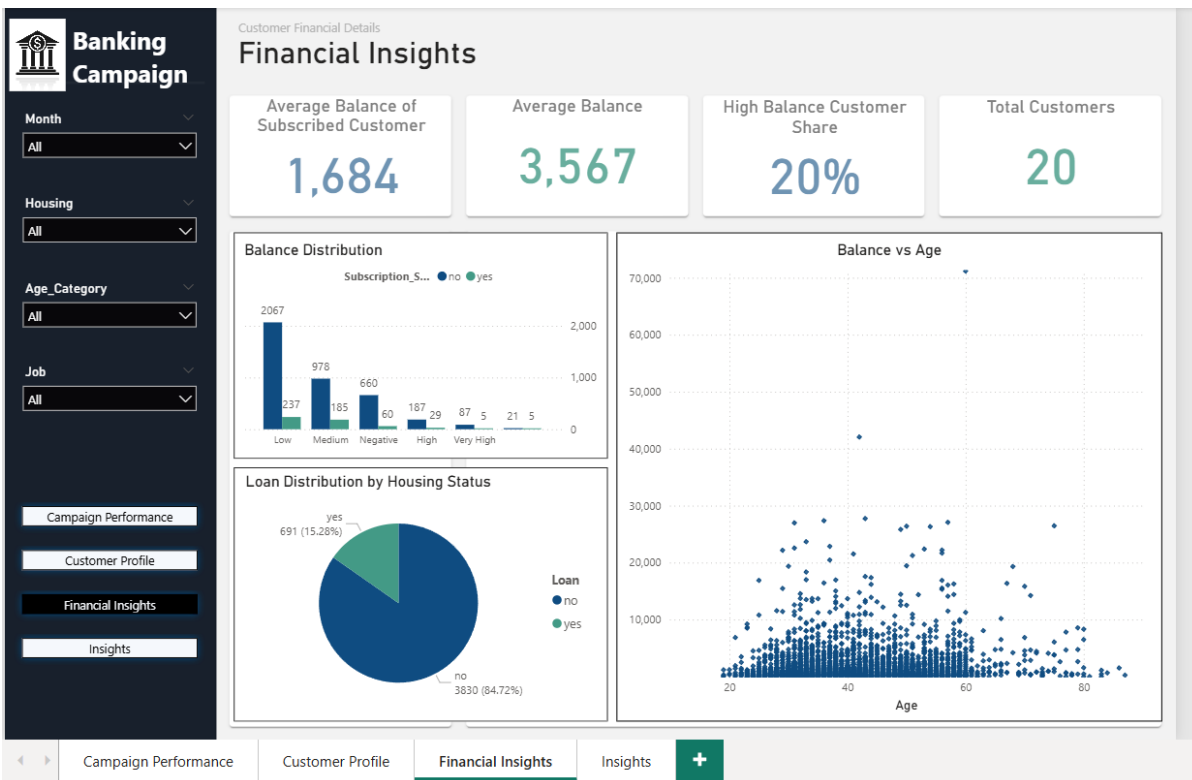 Banking
Campaign
Month
All
Housing
All
Age_Category
All
Job
All
Campaign Performance
Customer Profile
Financial Insights
Insights
Customer Financial Details
Financial Insights
Average Balance of
Subscribed Customer
1,684
Average Balance
3,567
High Balance Customer
Share
20%
Total Customers
20
Balance Distribution
Subscription_S... no yes
2067
237
978
185
660
60
187
29
87
5
21
5
2,000
1,000
0
Low Medium Negative High Very High
Loan Distribution by Housing Status
yes
691 (15.28%)
no
3830 (84.72%)
Loan
no
yes
Balance vs Age
70,000
60,000
50,000
40,000
30,000
20,000
10,000
20 40 60 80
Age
Campaign Performance Customer Profile Financial Insights Insights +